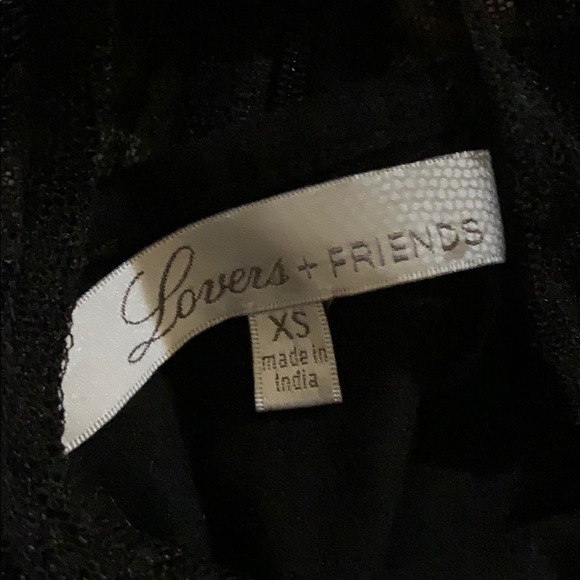 Lovers + FRIENDS
XS
made in
India